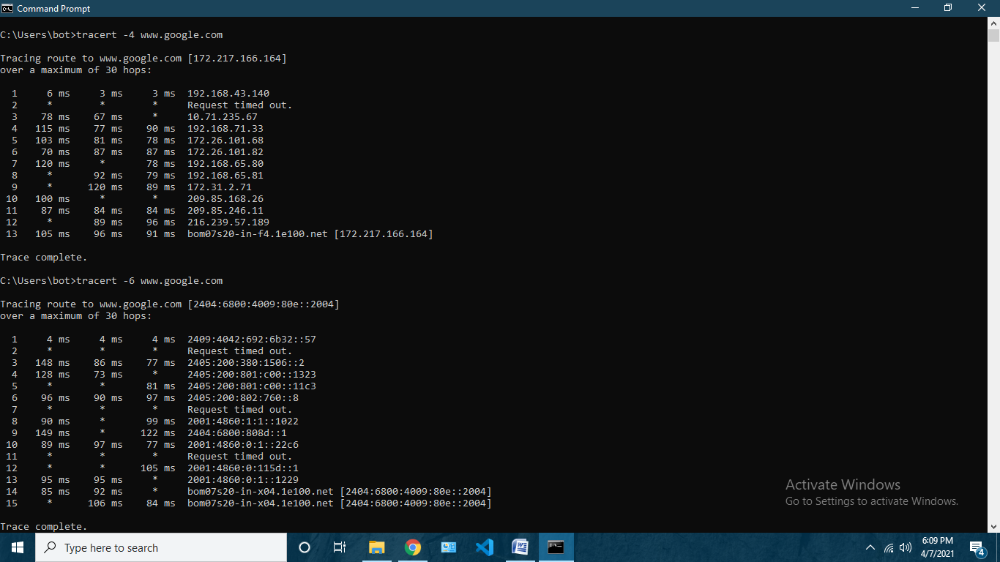 Command Prompt
C:\Users\bot>tracert -4 www.google.com
Tracing route to www.google.com [172.217.166.164]
over a maximum of 30 hops:
1 6 ms 3 ms 3 ms 192.168.43.140
2 * * * Request timed out.
3 78 ms 67 ms * 10.71.235.67
4 115 ms 77 ms 90 ms 192.168.71.33
5 103 ms 81 ms 78 ms 172.26.101.68
6 70 ms 87 ms 87 ms 172.26.101.82
7 120 ms * 78 ms 192.168.65.80
8 * 92 ms 79 ms 192.168.65.81
9 * 120 ms 89 ms 172.31.2.71
10 100 ms * * 209.85.168.26
11 87 ms 84 ms 84 ms 209.85.246.11
12 * 89 ms 96 ms 216.239.57.189
13 105 ms 96 ms 91 ms bom07s20-in-f4.1e100.net [172.217.166.164]
Trace complete.
C:\Users\bot>tracert -6 www.google.com
Tracing route to www.google.com [2404:6800:4009:80e::2004]
over a maximum of 30 hops:
1 4 ms 4 ms 4 ms 2409:4042:692:6b32::57
2 * * * Request timed out.
3 148 ms 86 ms 77 ms 2405:200:380:1506::2
4 128 ms 73 ms * 2405:200:801:c00::1323
5 * * 81 ms 2405:200:801:c00::11c3
6 96 ms 90 ms 97 ms 2405:200:802:760::8
7 * * * Request timed out.
8 90 ms * 99 ms 2001:4860:1:1::1022
9 149 ms * 122 ms 2404:6800:808d::1
10 89 ms 97 ms 77 ms 2001:4860:0:1::22c6
11 * * * Request timed out.
12 * * 105 ms 2001:4860:0:115d::1
13 95 ms 95 ms * 2001:4860:0:1::1229
14 85 ms 92 ms * bom07s20-in-x04.1e100.net [2404:6800:4009:80e::2004]
15 * 106 ms 84 ms bom07s20-in-x04.1e100.net [2404:6800:4009:80e::2004]
Trace complete.
Activate Windows
Go to Settings to activate Windows.
Type here to search
6:09 PM
4/7/2021
4